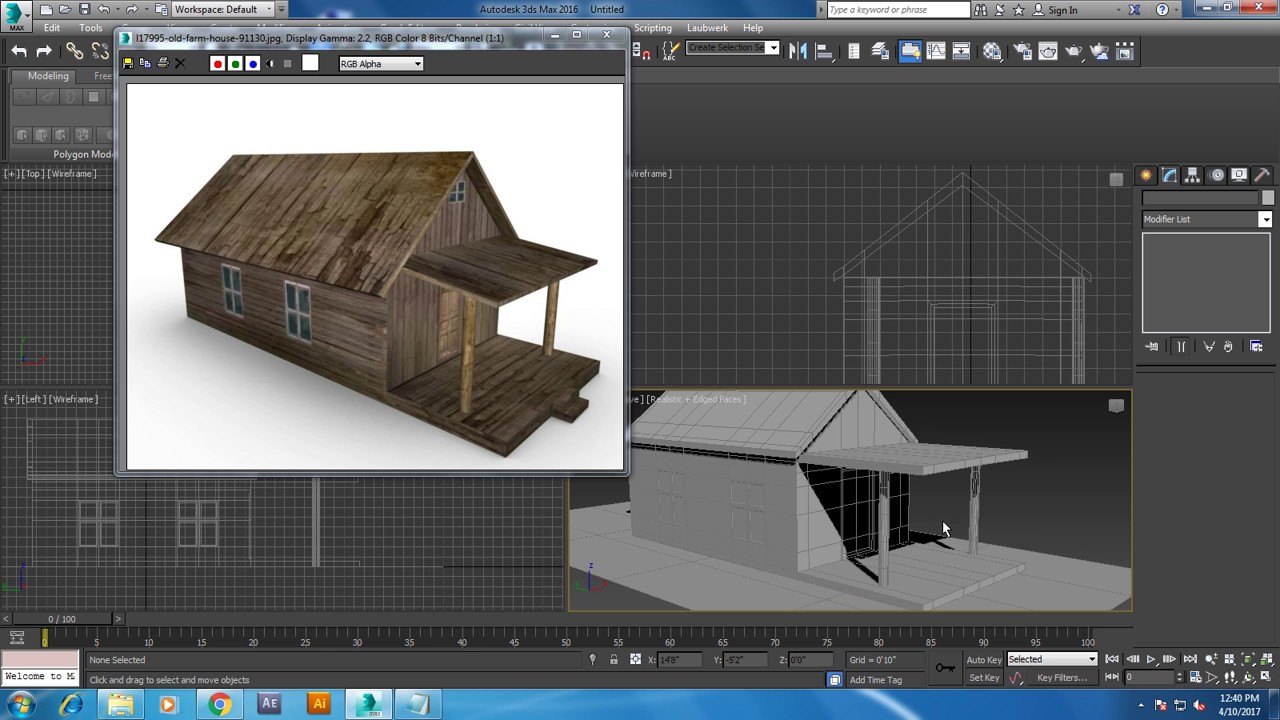 Workspace: Default
Autodesk 3ds Max 2016 Untitled
Type a keyword or phrase
Sign In
MAX
Edit Tools
Scripting Laubwerk Help
l17995-old-farm-house-91130.jpg, Display Gamma: 2.2, RGB Color 8 Bits/Channel (1:1)
Create Selection Se
RGB Alpha
Modeling Free
Polygon Mode
[+] [Top ] [Wireframe ]
ireframe ]
Modifier List
[+] [Left ] [Wireframe ]
ive ] [Realistic + Edged Faces ]
0 / 100
0 5 10 15 20 25 30 35 40 45 50 55 60 65 70 75 80 85 90 95 100
None Selected
X: 14'8" Y: -5'2" Z: 0'0" Grid = 0'10"
Auto Key Selected
Welcome to M
Click and drag to select and move objects
Add Time Tag
Set Key Key Filters... 0
12:40 PM
4/10/2017